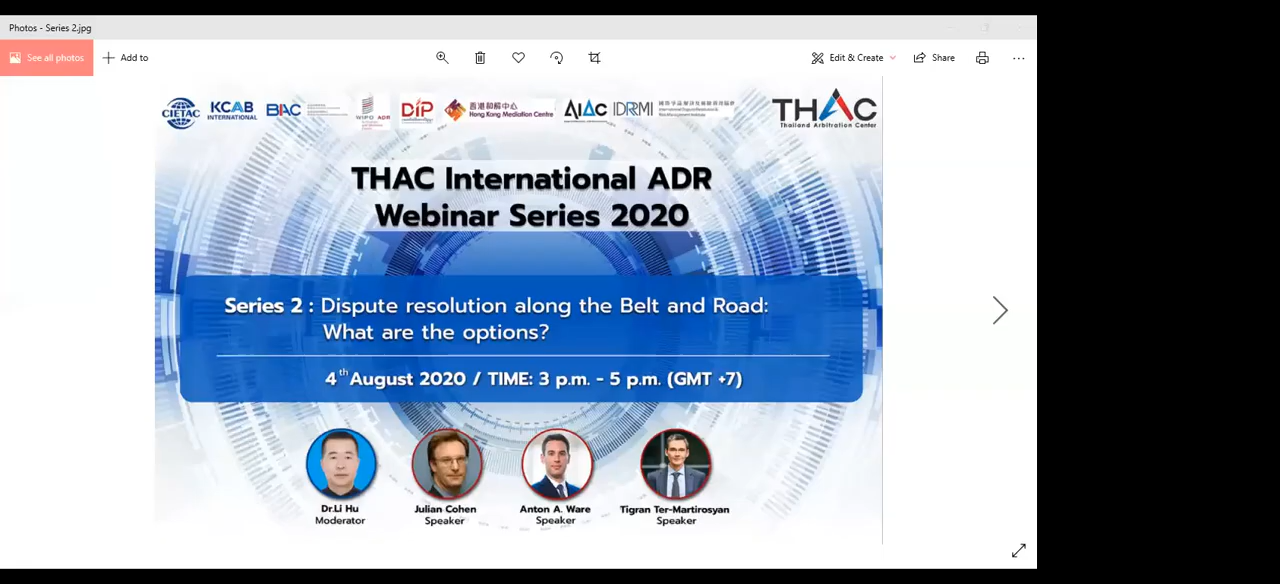 Photos - Series 2.jpg
See all photos
Add to
Edit & Create
Share
CIETAC
KCAB
INTERNATIONAL
BIAC
WIPO ADR
DIP
香港和解中心
Hong Kong Mediation Centre
AIAC
IDRRMI
THAC
Thailand Arbitration Center
THAC International ADR
Webinar Series 2020
Series 2 : Dispute resolution along the Belt and Road:
What are the options?
4th August 2020 / TIME: 3 p.m. - 5 p.m. (GMT +7)
Dr.Li Hu
Moderator
Julian Cohen
Speaker
Anton A. Ware
Speaker
Tigran Ter-Martirosyan
Speaker